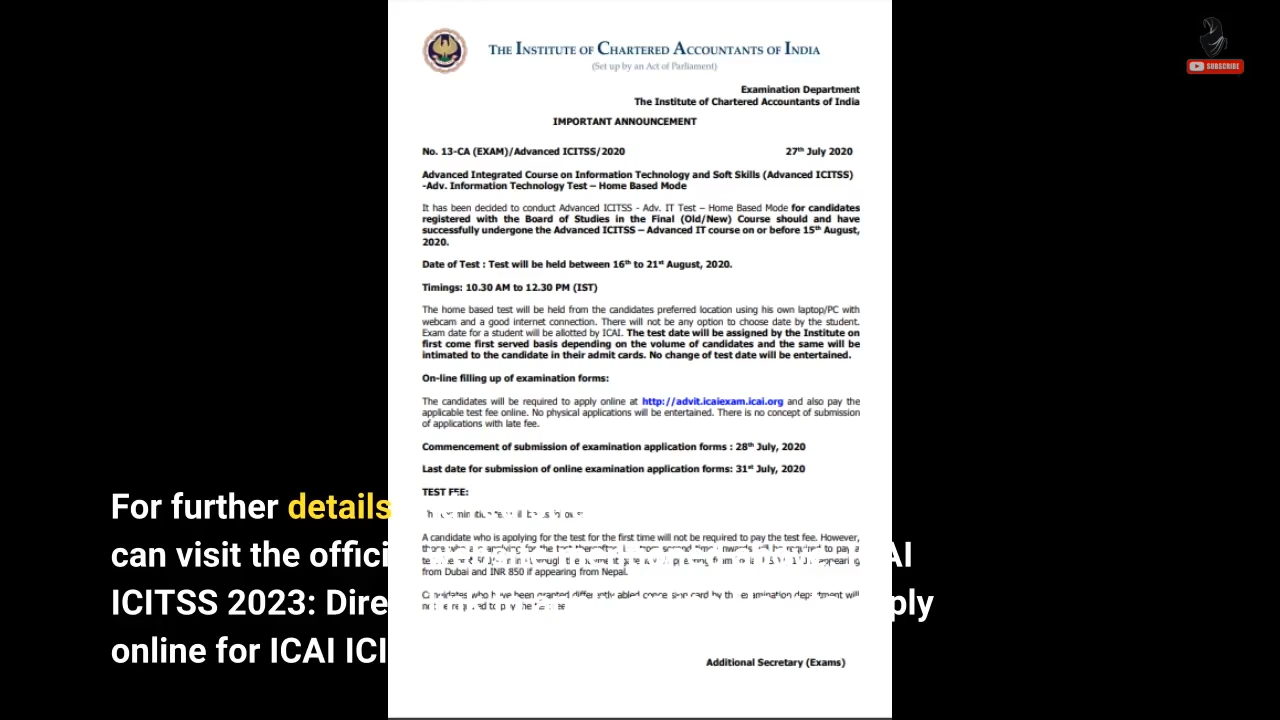 THE INSTITUTE OF CHARTERED ACCOUNTANTS OF INDIA
(Set up by an Act of Parliament)
SUBSCRIBE
Examination Department
The Institute of Chartered Accountants of India
IMPORTANT ANNOUNCEMENT
No. 13-CA (EXAM)/Advanced ICITSS/2020 27th July 2020
Advanced Integrated Course on Information Technology and Soft Skills (Advanced ICITSS)
-Adv. Information Technology Test – Home Based Mode
It has been decided to conduct Advanced ICITSS - Adv. IT Test – Home Based Mode for candidates
registered with the Board of Studies in the Final (Old/New) Course should and have
successfully undergone the Advanced ICITSS – Advanced IT course on or before 15th August,
2020.
Date of Test : Test will be held between 16th to 21st August, 2020.
Timings: 10.30 AM to 12.30 PM (IST)
The home based test will be held from the candidates preferred location using his own laptop/PC with
webcam and a good internet connection. There will not be any option to choose date by the student.
Exam date for a student will be allotted by ICAI. The test date will be assigned by the Institute on
first come first served basis depending on the volume of candidates and the same will be
intimated to the candidate in their admit cards. No change of test date will be entertained.
On-line filling up of examination forms:
The candidates will be required to apply online at http://advit.icaiexam.icai.org and also pay the
applicable test fee online. No physical applications will be entertained. There is no concept of submission
of applications with late fee.
Commencement of submission of examination application forms : 28th July, 2020
Last date for submission of online examination application forms: 31st July, 2020
TEST FEE:
A candidate who is applying for the test for the first time will not be required to pay the test fee. However,
from Dubai and INR 850 if appearing from Nepal.
Additional Secretary (Exams)
For further details
can visit the
ICITSS 2023:
online for ICAI